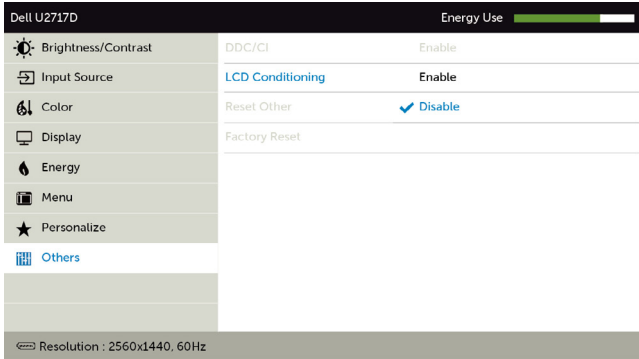 Dell U2717D Energy Use
Brightness/Contrast DDC/CI Enable
Input Source LCD Conditioning Enable
Color Reset Other Disable
Display Factory Reset
Energy
Menu
Personalize
Others
Resolution : 2560x1440, 60Hz